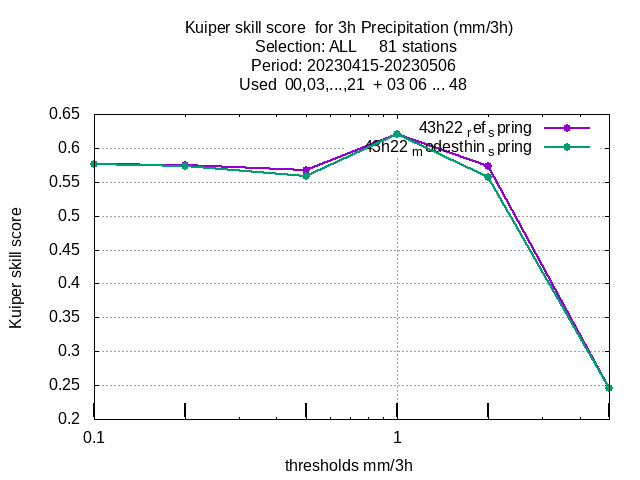 Kuiper skill score for 3h Precipitation (mm/3h)
Selection: ALL 81 stations
Period: 20230415-20230506
Used 00,03,...,21 + 03 06 ... 48
0.65
0.6
0.55
0.5
0.45
0.4
0.35
0.3
0.25
0.2
Kuiper skill score
43h22 ref spring
43h22 modesthin spring
0.1
1
thresholds mm/3h